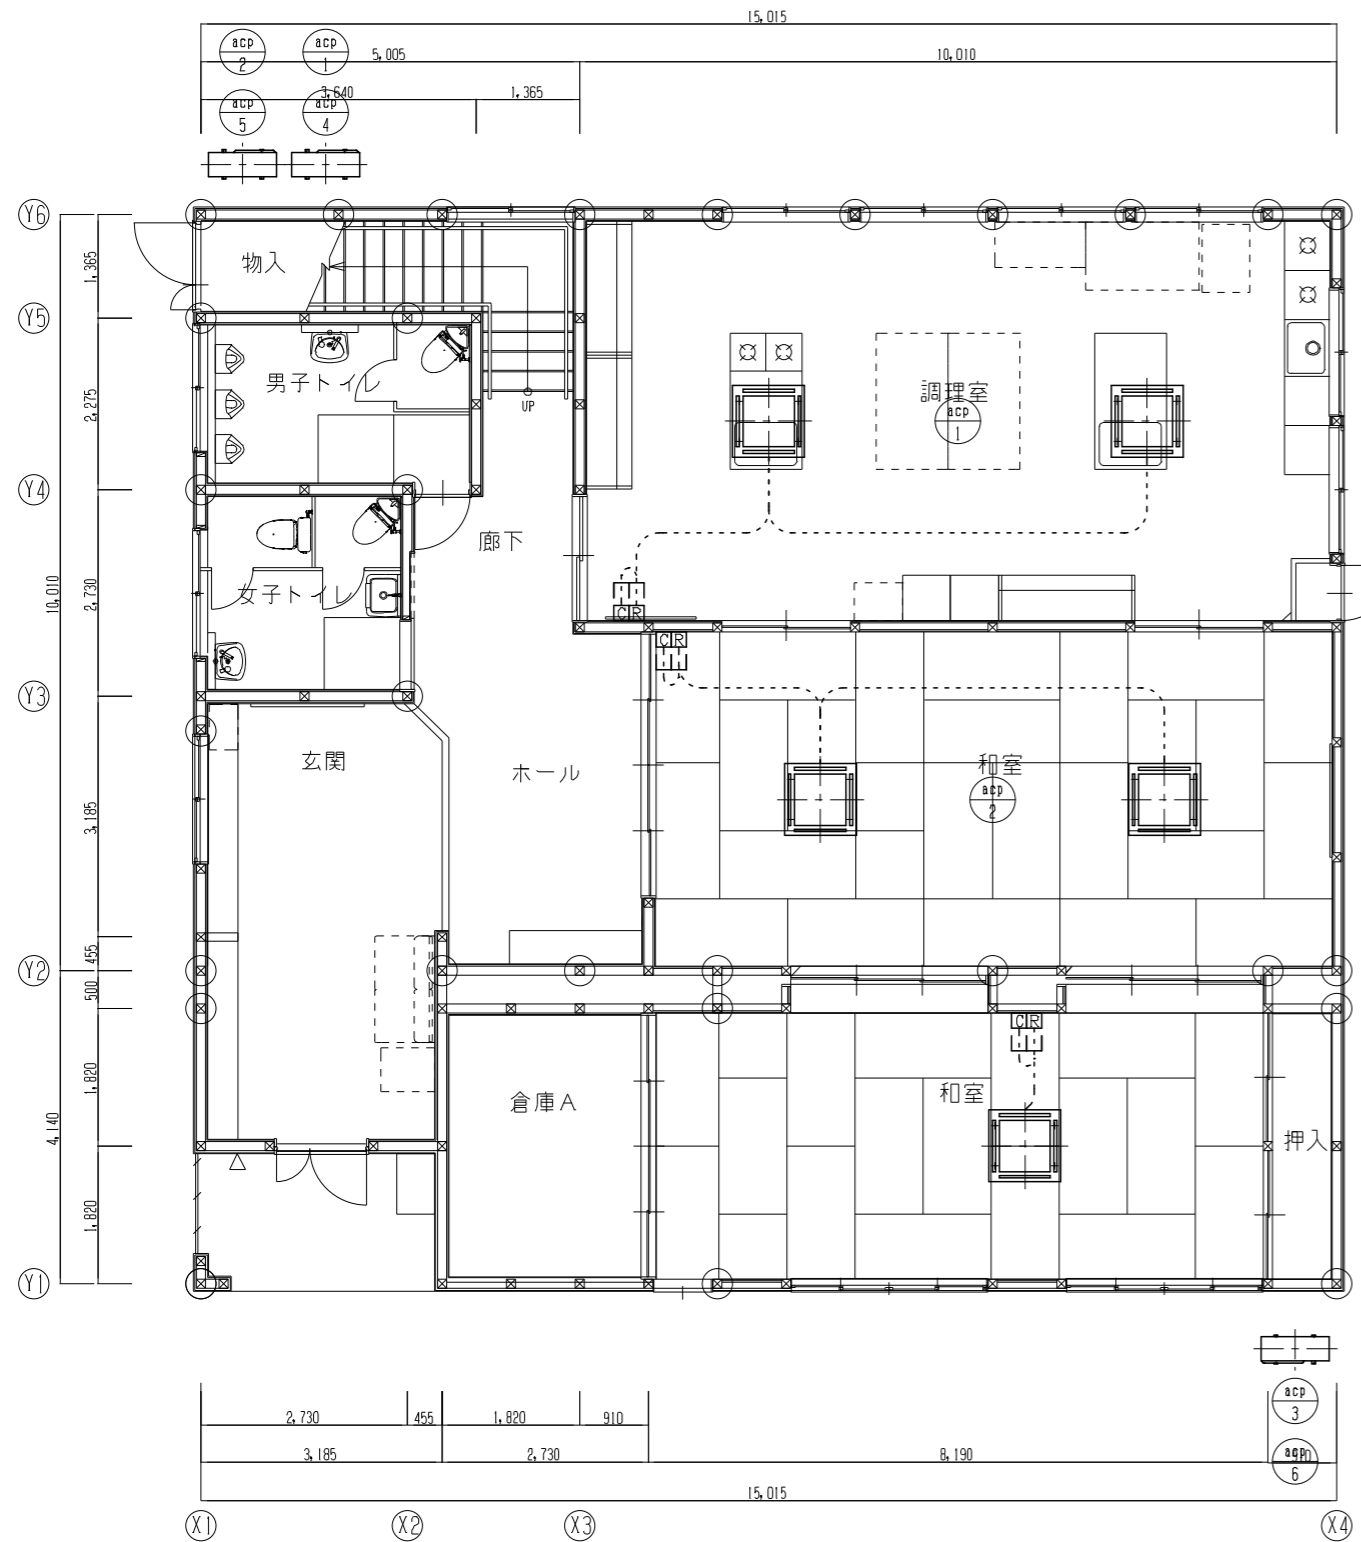 15,015
acp
2
acp
1
5,005
10,010
3,640
1,365
acp
5
acp
4
Y6
物入
1,365
Y5
男子トイレ
調理室
acp
1
2,275
UP
Y4
廊下
10,010
2,730
女子トイレ
C R
C R
Y3
玄関
ホール
和室
acp
2
3,185
455
Y2
500
C R
和室
倉庫A
1,820
4,140
押入
1,820
Y1
acp
3
2,730
455
1,820
910
3,185
2,730
8,190
910
acp
6
15,015
X1
X2
X3
X4